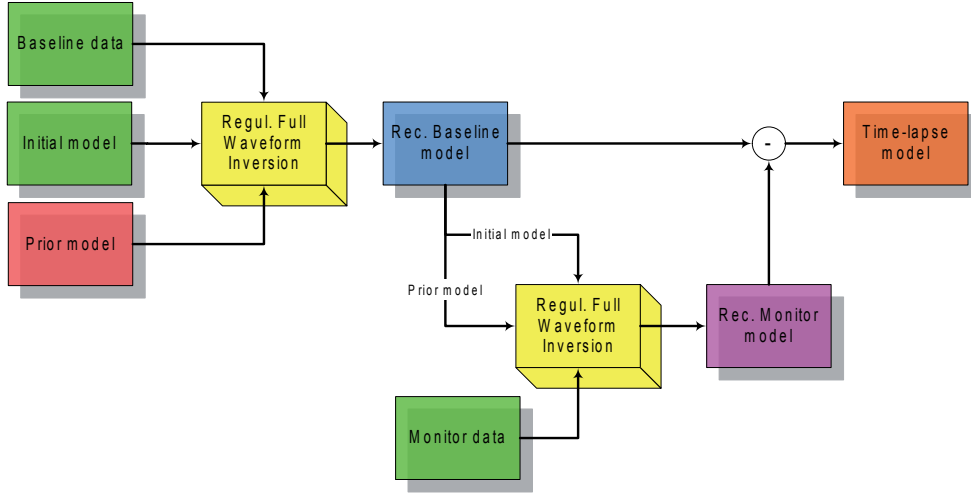 Baseline data
Initial model
Prior model
Regul. Full
Waveform
Inversion
Rec. Baseline
model
-
Time-lapse
model
Initial model
Prior model
Regul. Full
Waveform
Inversion
Rec. Monitor
model
Monitor data